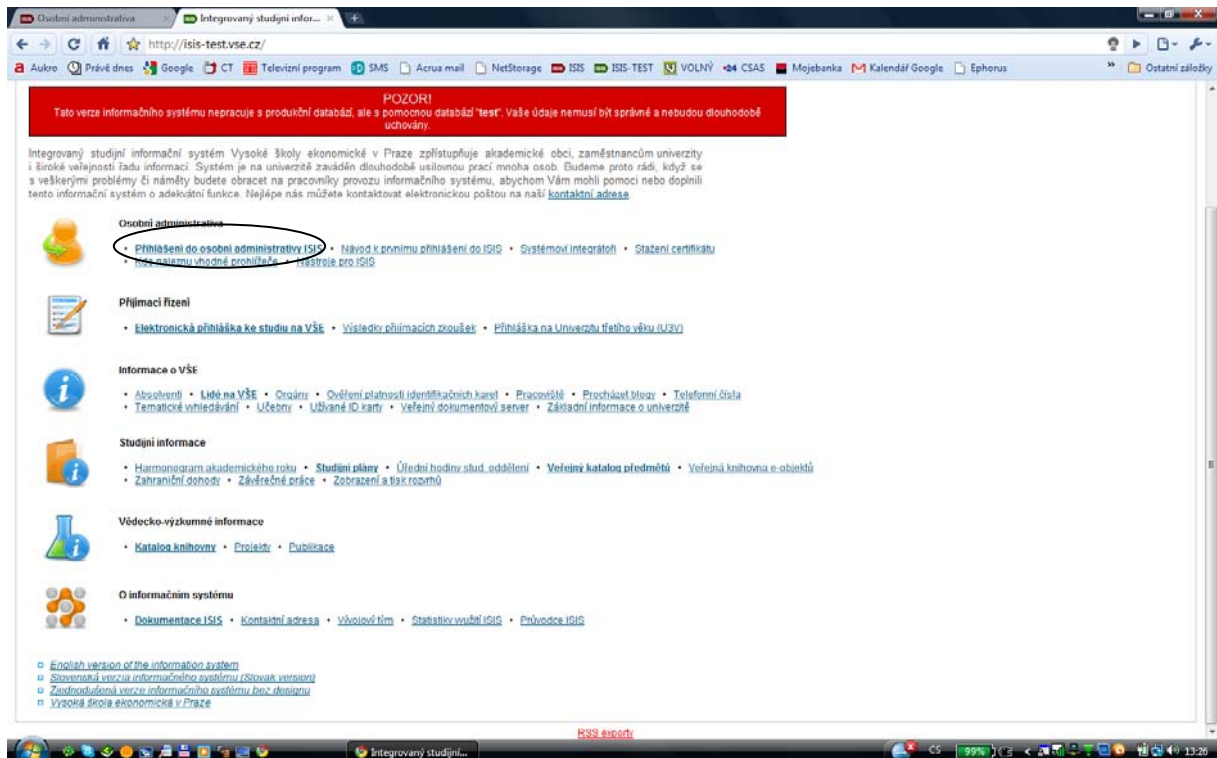 Osobní administrativa
Integrovaný studijní infor...
http://isis-test.vse.cz/
Aukro Právě dnes Google CT Televizní program SMS Acrua mail NetStorage ISIS ISIS-TEST VOLNÝ CSAS Mojebanka Kalendář Google Ephorus » Ostatní záložky
POZOR!
Tato verze informačního systému nepracuje s produkční databází, ale s pomocnou databází "test". Vaše údaje nemusí být správné a nebudou dlouhodobě
uchovány.
Integrovaný studijní informační systém Vysoké školy ekonomické v Praze zpřístupňuje akademické obci, zaměstnancům univerzity
i široké veřejnosti řadu informací. Systém je na univerzitě zaváděn dlouhodobě usilovnou prací mnoha osob. Budeme proto rádi, když se
s veškerými problémy či náměty budete obracet na pracovníky provozu informačního systému, abychom Vám mohli pomoci nebo doplnili
tento informační systém o adekvátní funkce. Nejlépe nás můžete kontaktovat elektronickou poštou na naší kontaktní adrese
Osobní administrativa
• Přihlášení do osobní administrativy ISIS • Návod k prvnímu přihlášení do ISIS • Systémoví integrátoři • Stažení certifikátu
• Kde naleznu vhodné prohlížeče • Nástroje pro ISIS
Přijímací řízení
• Elektronická přihláška ke studiu na VŠE • Výsledky přijímacích zkoušek • Přihláška na Univerzitu třetího věku (U3V)
Informace o VŠE
• Absolventi • Lidé na VŠE • Orgány • Ověření platnosti identifikačních karet • Pracoviště • Procházet blogy • Telefonní čísla
• Tematické vyhledávání • Učebny • Užívané ID karty • Veřejný dokumentový server • Základní informace o univerzitě
Studijní informace
• Harmonogram akademického roku • Studijní plány • Úřední hodiny stud. oddělení • Veřejný katalog předmětů • Veřejná knihovna e-objektů
• Zahraniční dohody • Závěrečné práce • Zobrazení a tisk rozvrhů
Vědecko-výzkumné informace
• Katalog knihovny • Projekty • Publikace
O informačním systému
• Dokumentace ISIS • Kontaktní adresa • Vývojový tým • Statistiky využití ISIS • Průvodce ISIS
English version of the information system
Slovenská verzia informačného systému (Slovak version)
Zjednodušená verze informačního systému bez designu
Vysoká škola ekonomická v Praze
RSS exporty
Integrovaný studijní... CS 99% 13:26